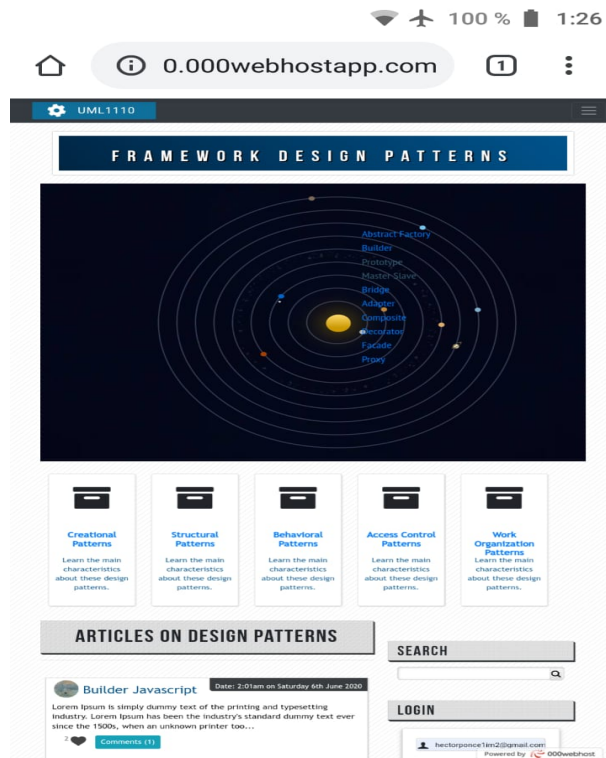 100 % 1:26
0.000webhostapp.com 1
UML1110
FRAMEWORK DESIGN PATTERNS
Abstract Factory
Builder
Prototype
Master Slave
Bridge
Adapter
Composite
Decorator
Facade
Proxy
Creational
Patterns
Learn the main
characteristics
about these design
patterns.
Structural
Patterns
Learn the main
characteristics
about these design
patterns.
Behavioral
Patterns
Learn the main
characteristics
about these design
patterns.
Access Control
Patterns
Learn the main
characteristics
about these design
patterns.
Work
Organization
Patterns
Learn the main
characteristics
about these design
patterns.
ARTICLES ON DESIGN PATTERNS
Builder Javascript
Date: 2:01am on Saturday 6th June 2020
Lorem Ipsum is simply dummy text of the printing and typesetting
industry. Lorem Ipsum has been the industry's standard dummy text ever
since the 1500s, when an unknown printer too...
2
Comments (1)
SEARCH
LOGIN
hectorponce1im2@gmail.com
Powered by 000webhost